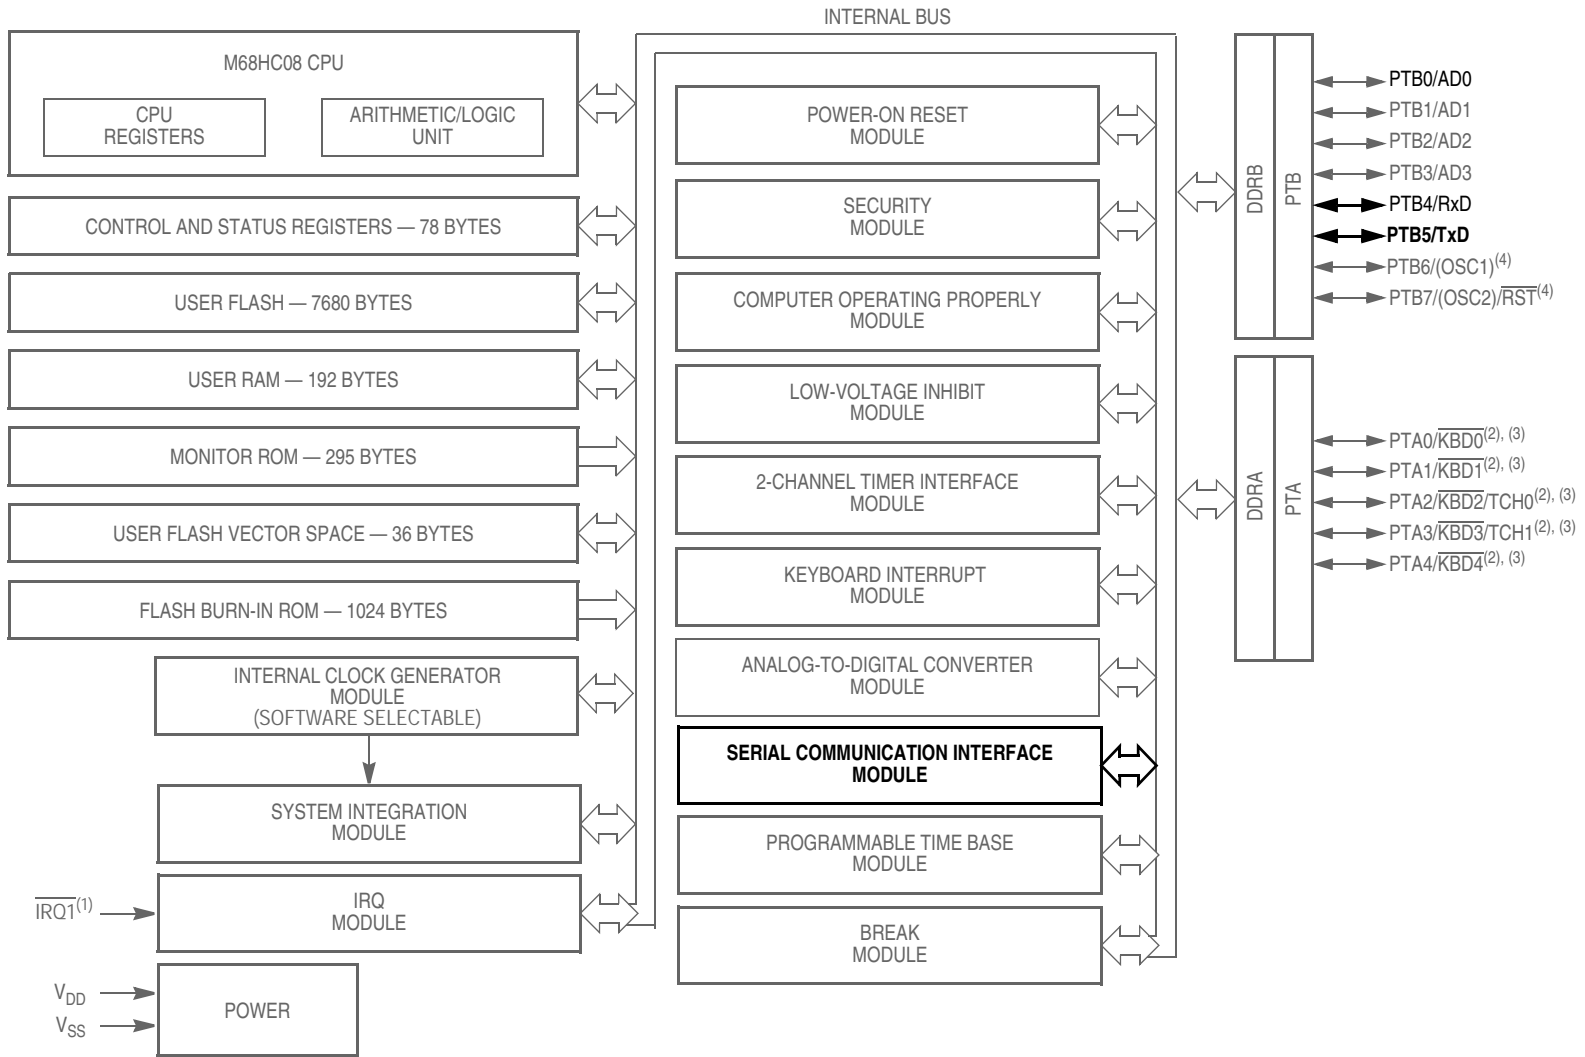 INTERNAL BUS
M68HC08 CPU
CPU
REGISTERS
ARITHMETIC/LOGIC
UNIT
CONTROL AND STATUS REGISTERS — 78 BYTES
USER FLASH — 7680 BYTES
USER RAM — 192 BYTES
MONITOR ROM — 295 BYTES
USER FLASH VECTOR SPACE — 36 BYTES
FLASH BURN-IN ROM — 1024 BYTES
INTERNAL CLOCK GENERATOR
MODULE
(SOFTWARE SELECTABLE)
SYSTEM INTEGRATION
MODULE
IRQ1(1)
IRQ
MODULE
VDD
VSS
POWER
POWER-ON RESET
MODULE
SECURITY
MODULE
COMPUTER OPERATING PROPERLY
MODULE
LOW-VOLTAGE INHIBIT
MODULE
2-CHANNEL TIMER INTERFACE
MODULE
KEYBOARD INTERRUPT
MODULE
ANALOG-TO-DIGITAL CONVERTER
MODULE
SERIAL COMMUNICATION INTERFACE
MODULE
PROGRAMMABLE TIME BASE
MODULE
BREAK
MODULE
DDRB
PTB
PTB0/AD0
PTB1/AD1
PTB2/AD2
PTB3/AD3
PTB4/RxD
PTB5/TxD
PTB6/(OSC1)(4)
PTB7/(OSC2)/RST(4)
DDRA
PTA
PTA0/KBD0(2), (3)
PTA1/KBD1(2), (3)
PTA2/KBD2/TCH0(2), (3)
PTA3/KBD3/TCH1(2), (3)
PTA4/KBD4(2), (3)